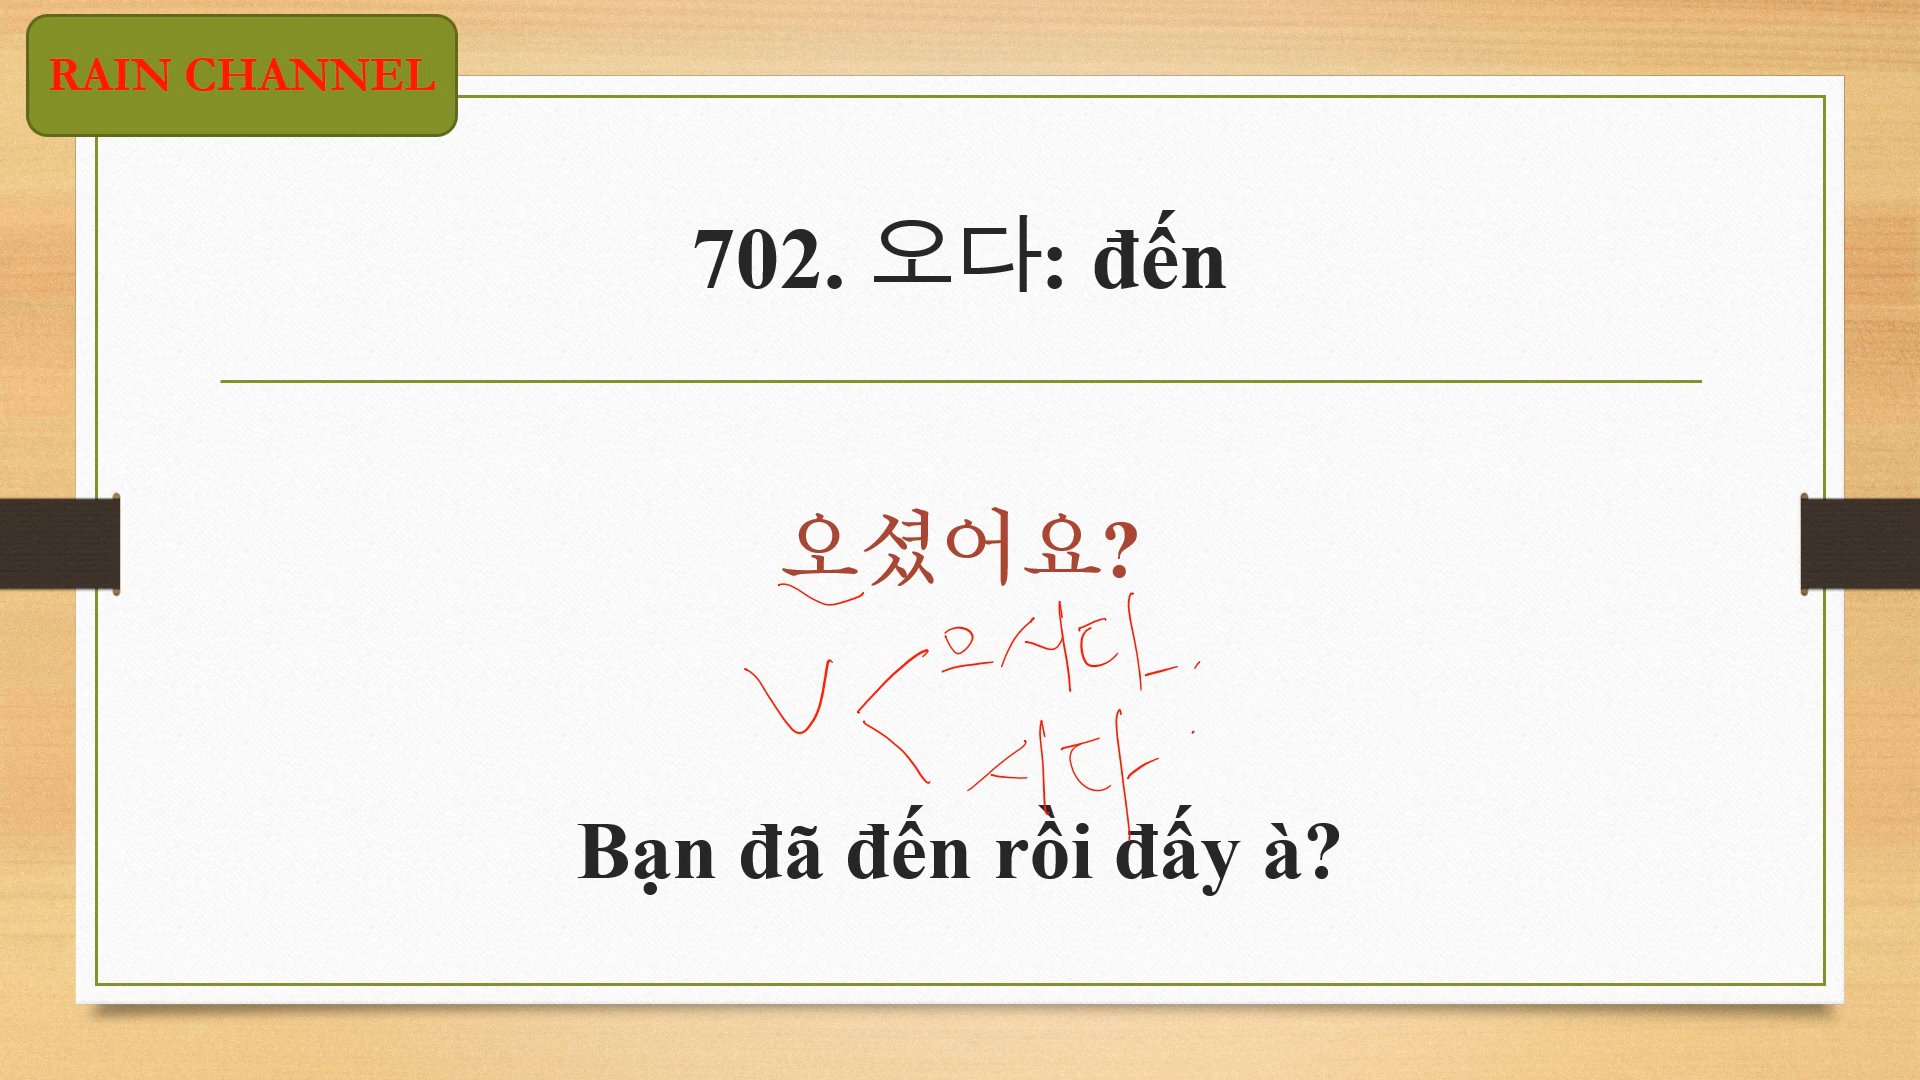 RAIN CHANNEL
702. 오다: đến
오셨어요?
V < 으시다.
시다.
Bạn đã đến rồi đấy à?